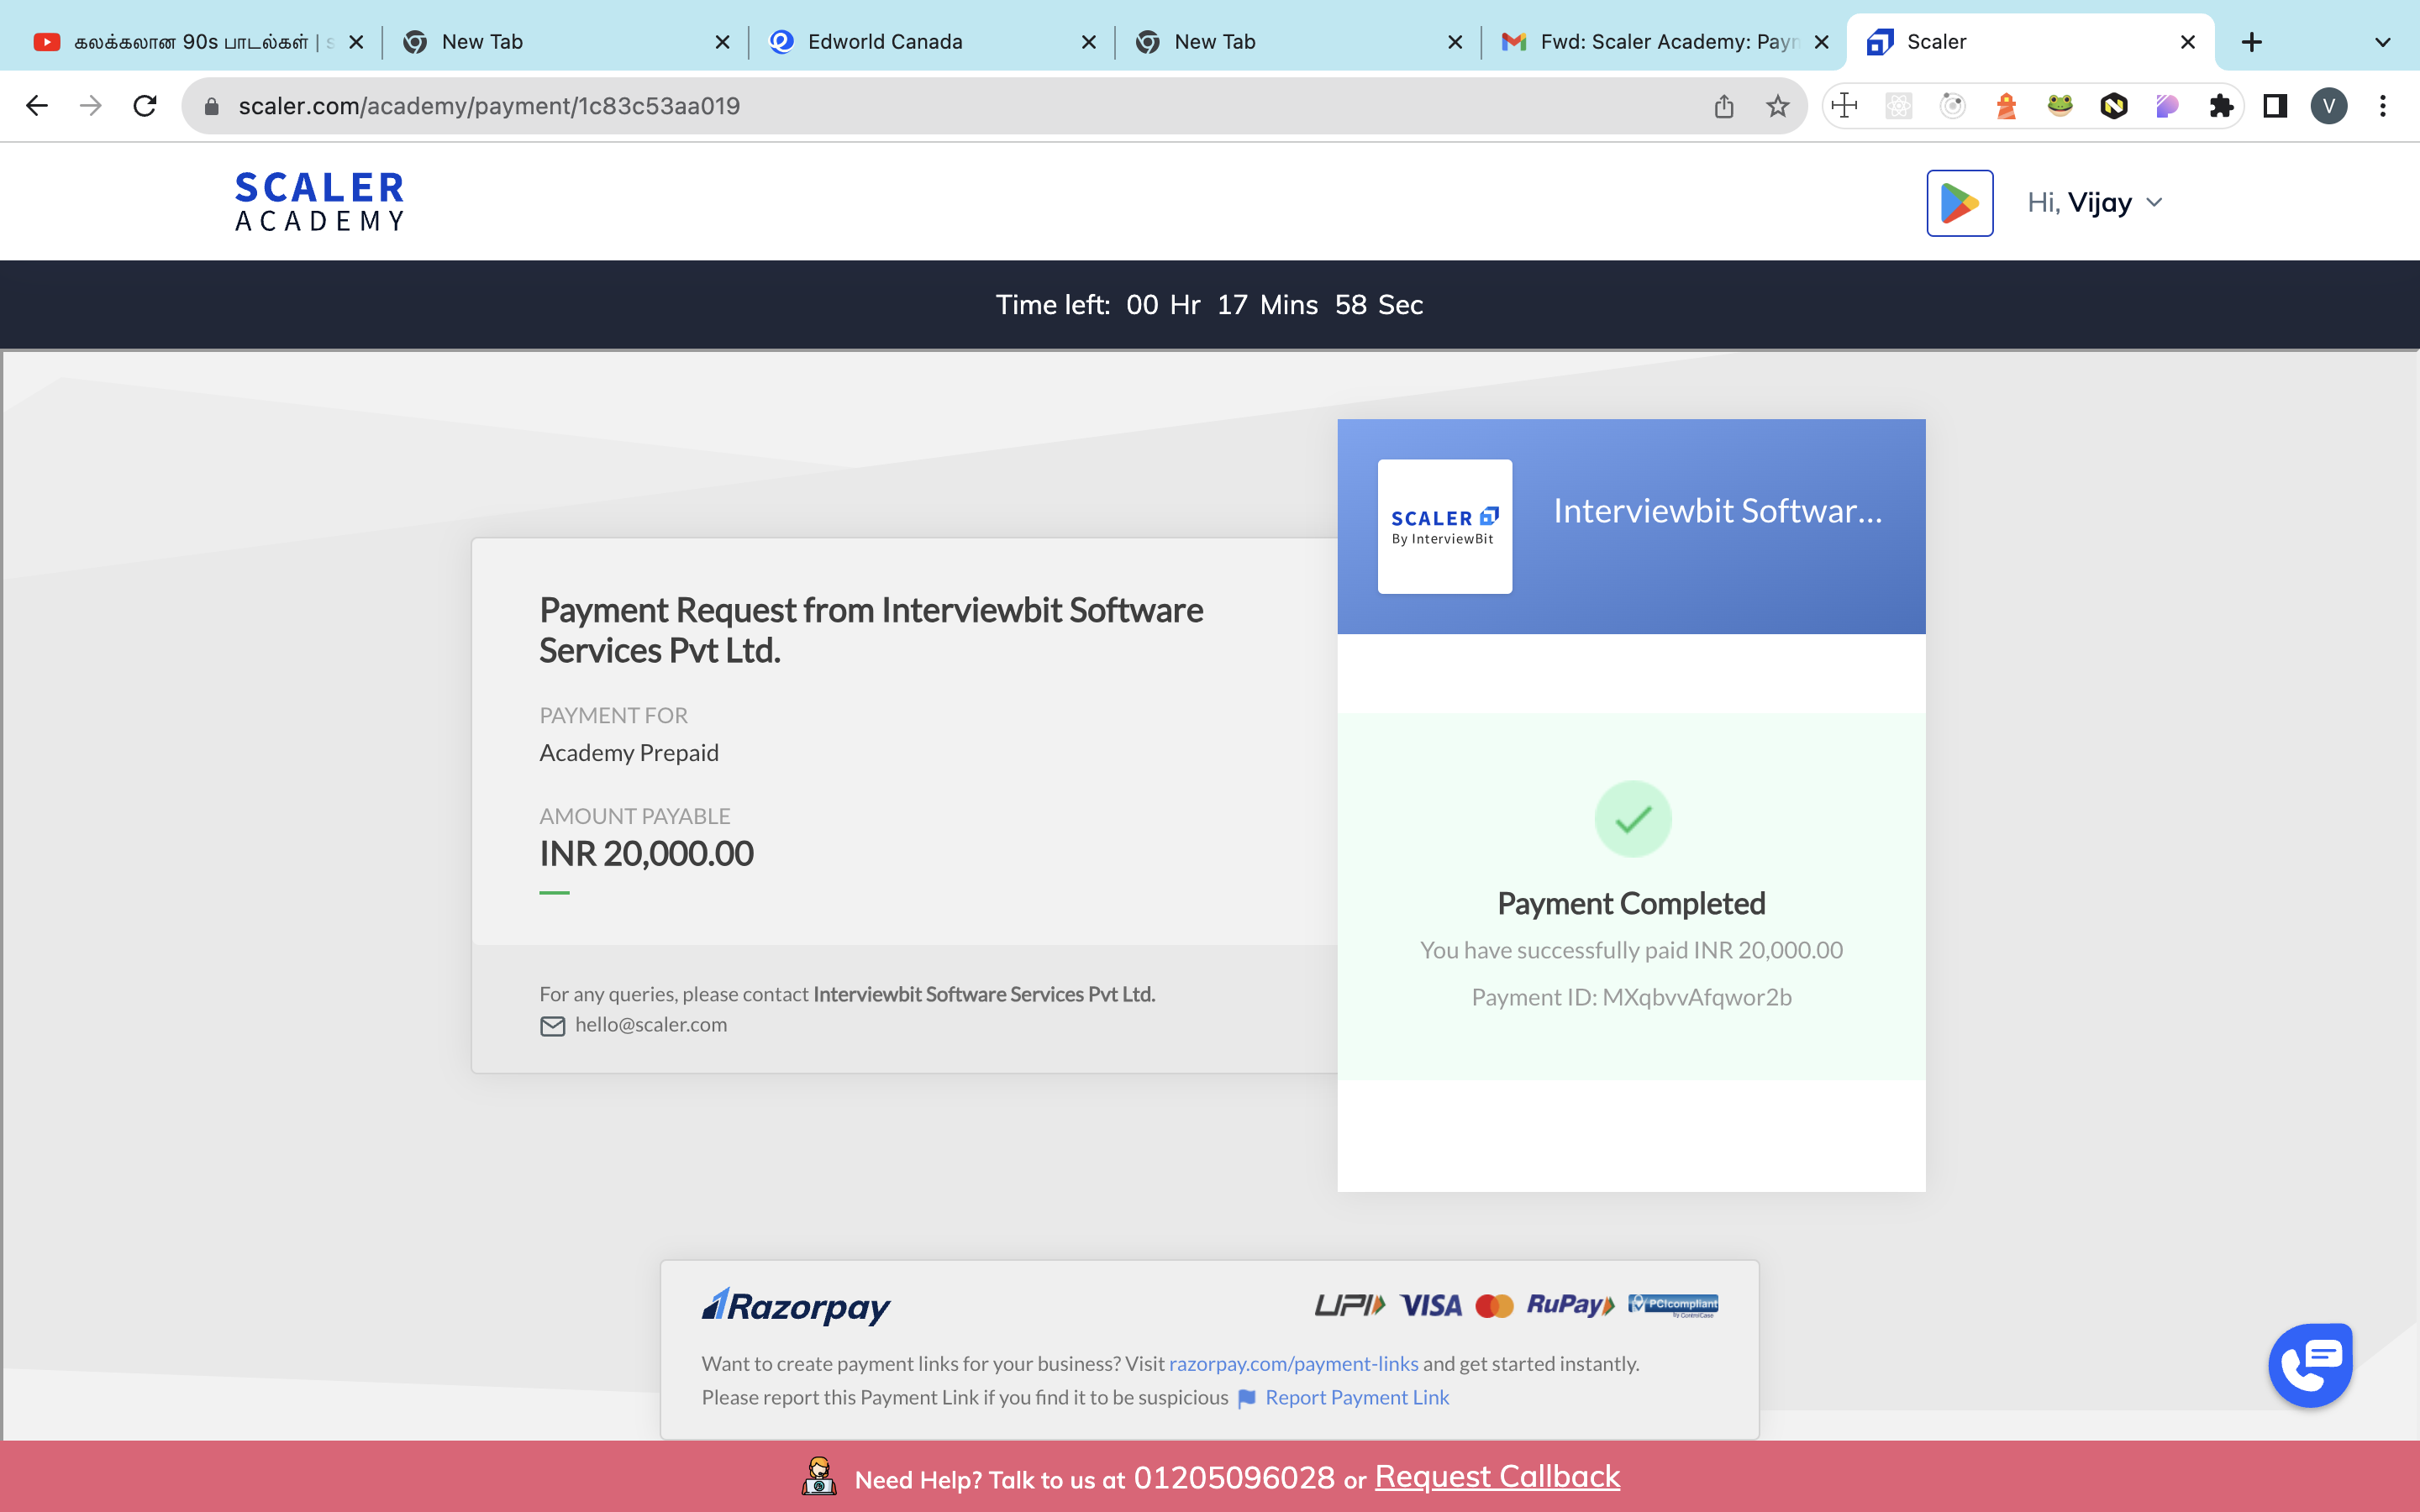 கலக்கலான 90s பாடல்கள் | s
New Tab
Edworld Canada
New Tab
Fwd: Scaler Academy: Paym
Scaler
scaler.com/academy/payment/1c83c53aa019
V
SCALER
ACADEMY
Hi, Vijay
Time left: 00 Hr 17 Mins 58 Sec
SCALER
By InterviewBit
Interviewbit Softwar...
Payment Request from Interviewbit Software
Services Pvt Ltd.
PAYMENT FOR
Academy Prepaid
AMOUNT PAYABLE
INR 20,000.00
For any queries, please contact Interviewbit Software Services Pvt Ltd.
hello@scaler.com
Payment Completed
You have successfully paid INR 20,000.00
Payment ID: MXqbvvAfqwor2b
Razorpay
UPI VISA RuPay PCIcompliant
by ControlCase
Want to create payment links for your business? Visit razorpay.com/payment-links and get started instantly.
Please report this Payment Link if you find it to be suspicious Report Payment Link
Need Help? Talk to us at 01205096028 or Request Callback